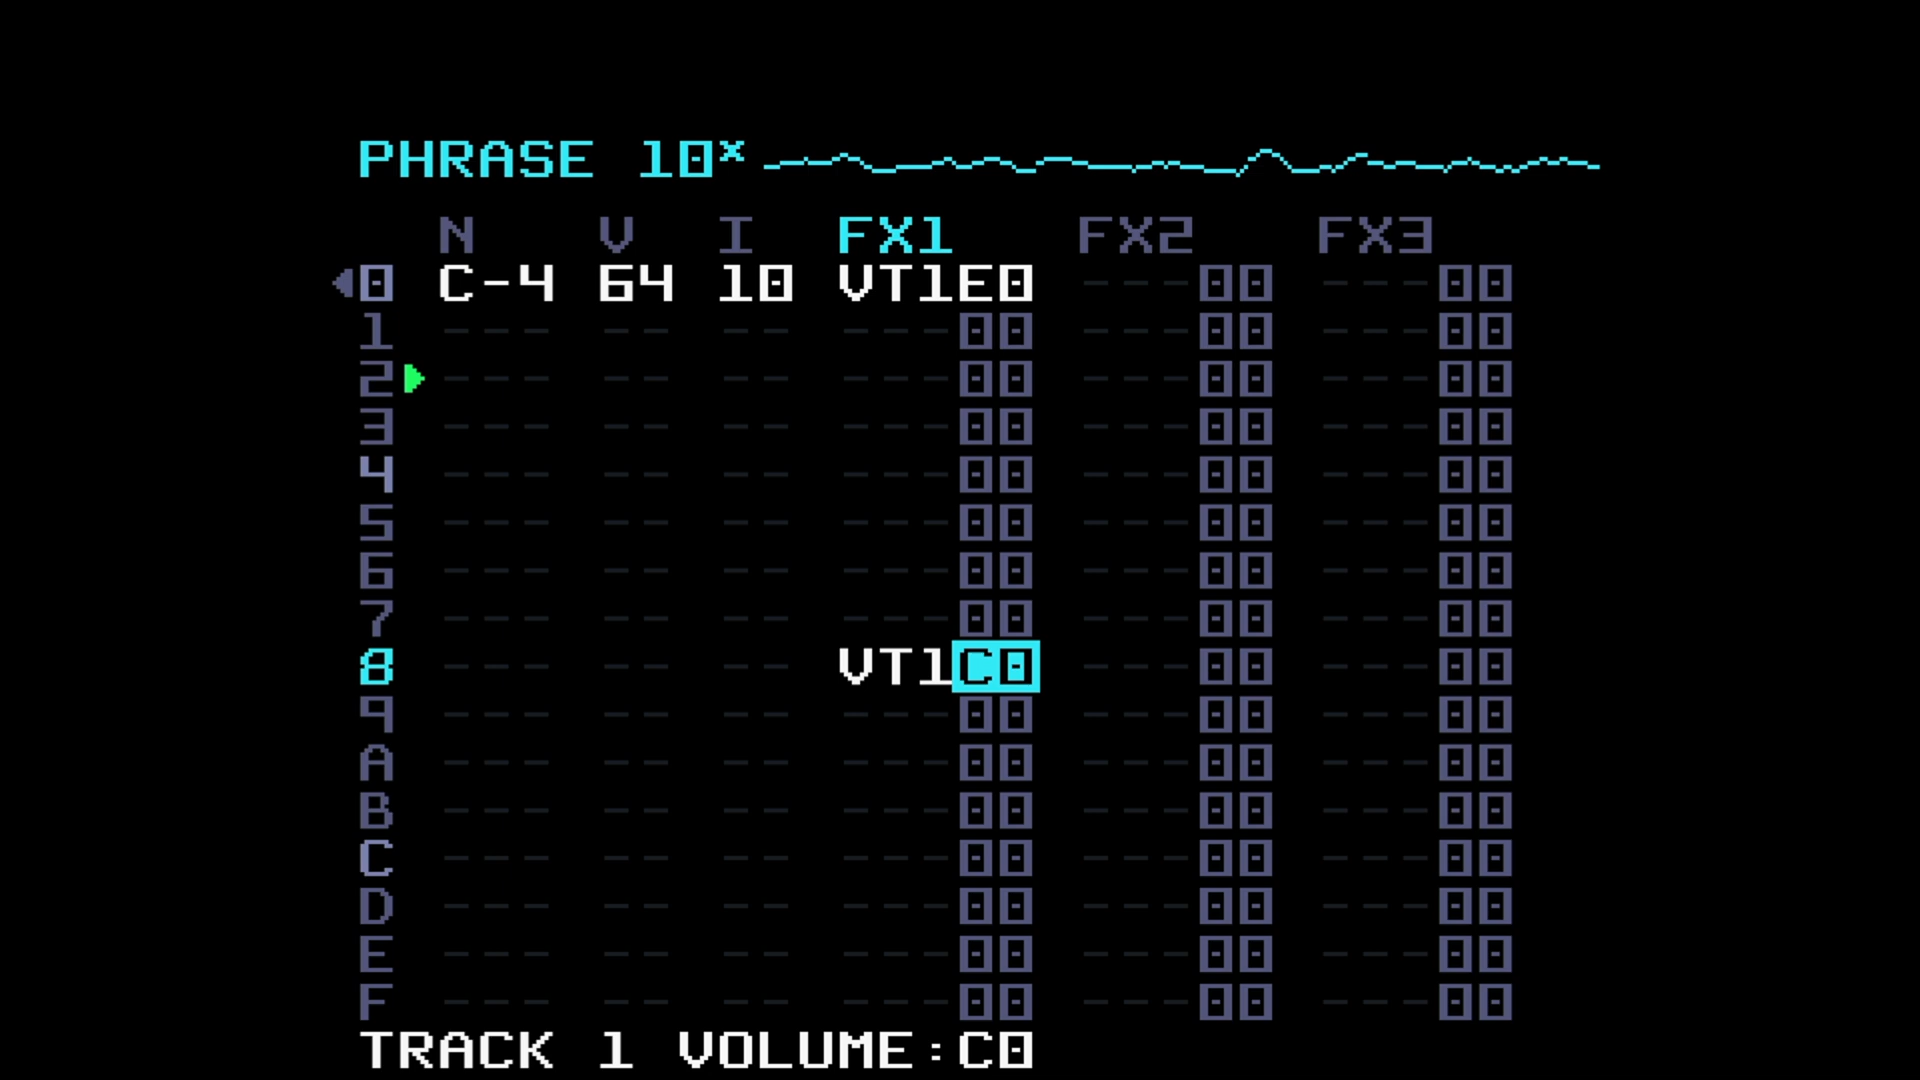 PHRASE 10x
N V I FX1 FX2 FX3
0 C-4 64 10 VT1E0 ---00 ---00
1 --- -- -- ---00 ---00 ---00
2 --- -- -- ---00 ---00 ---00
3 --- -- -- ---00 ---00 ---00
4 --- -- -- ---00 ---00 ---00
5 --- -- -- ---00 ---00 ---00
6 --- -- -- ---00 ---00 ---00
7 --- -- -- ---00 ---00 ---00
8 --- -- -- VT1C0 ---00 ---00
9 --- -- -- ---00 ---00 ---00
A --- -- -- ---00 ---00 ---00
B --- -- -- ---00 ---00 ---00
C --- -- -- ---00 ---00 ---00
D --- -- -- ---00 ---00 ---00
E --- -- -- ---00 ---00 ---00
F --- -- -- ---00 ---00 ---00
TRACK 1 VOLUME:C0